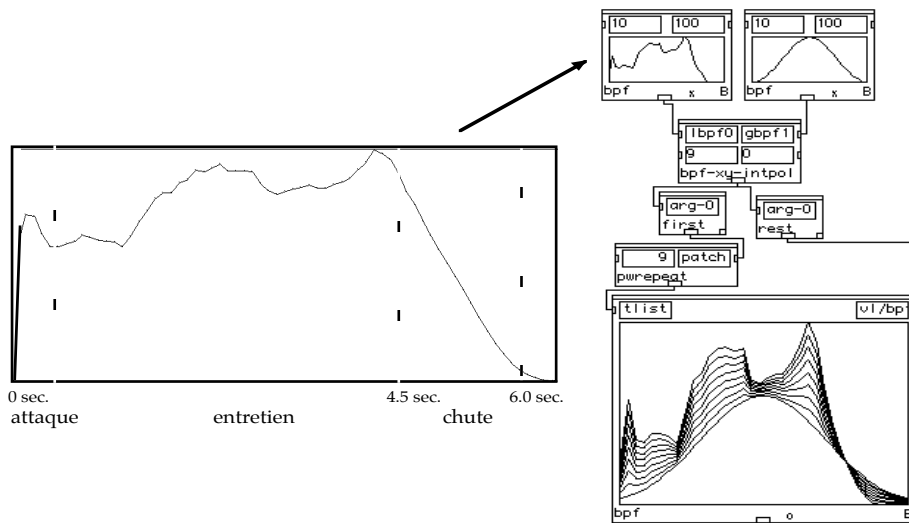 10 100
bpf x B
10 100
bpf x B
lbpf0 gbpf1
9 0
bpf-xy-intpol
arg-0
first
arg-0
rest
9 patch
pwrepeat
tlist vl/bpf
bpf o B
0 sec. 4.5 sec. 6.0 sec.
attaque entretien chute